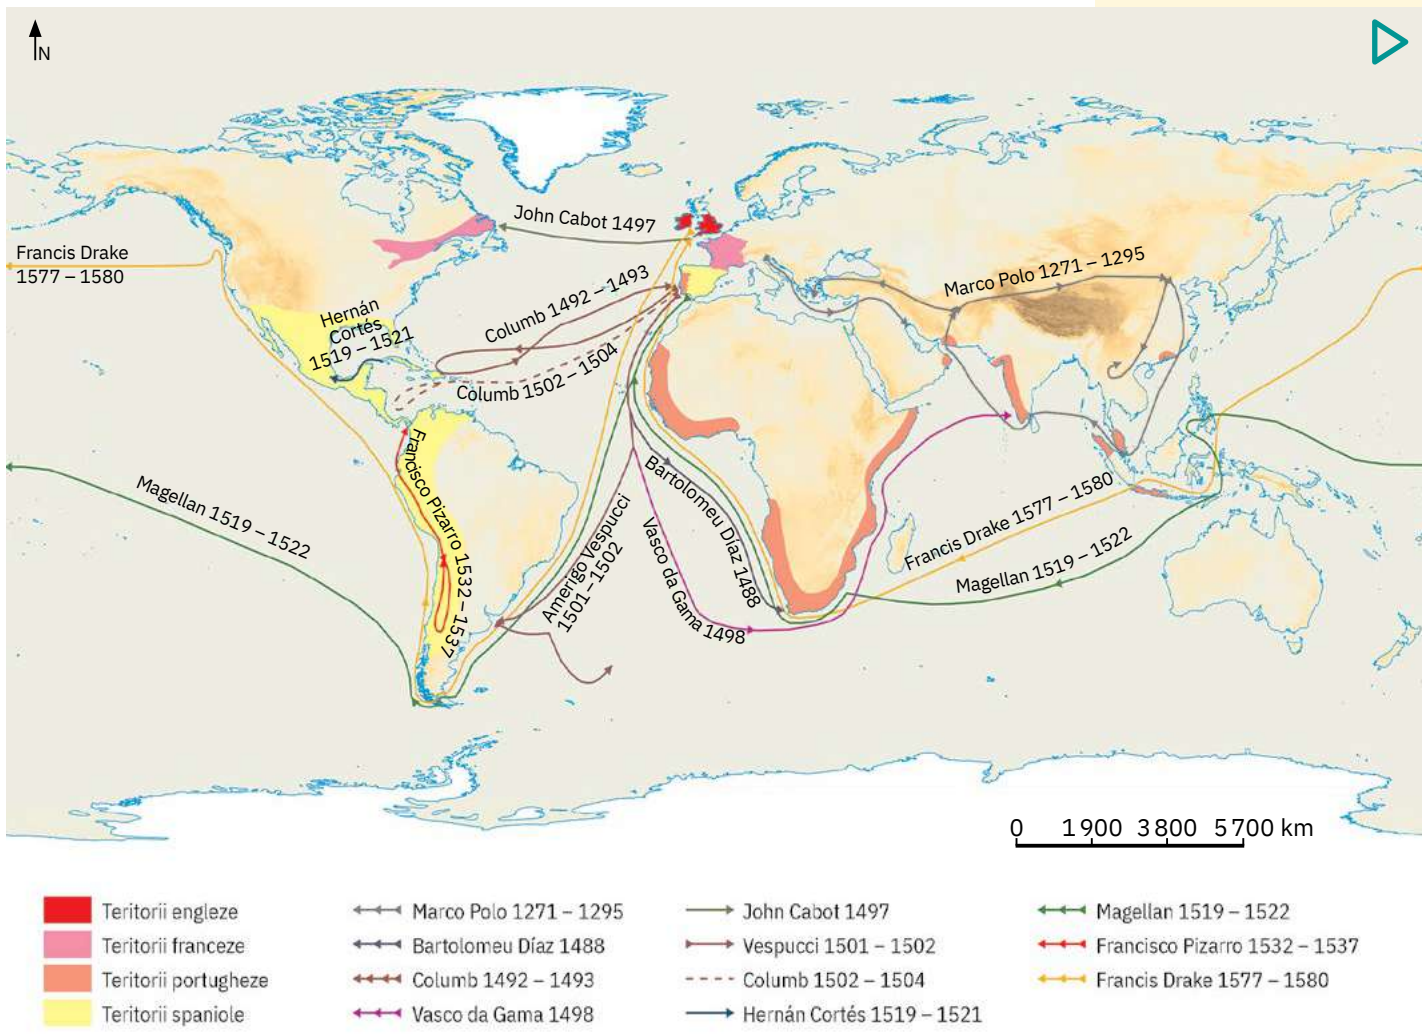 N
John Cabot 1497
Francis Drake
1577 – 1580
Marco Polo 1271 – 1295
Columb 1492 – 1493
Hernán
Cortés
1519 – 1521
Columb 1502 – 1504
Francisco Pizarro 1532 – 1537
Magellan 1519 – 1522
Bartolomeu Díaz 1488
Amerigo Vespucci
1501 – 1502
Vasco da Gama 1498
Francis Drake 1577 – 1580
Magellan 1519 – 1522
0 1 900 3 800 5 700 km
Teritorii engleze
Teritorii franceze
Teritorii portugheze
Teritorii spaniole
Marco Polo 1271 – 1295
Bartolomeu Díaz 1488
Columb 1492 – 1493
Vasco da Gama 1498
John Cabot 1497
Vespucci 1501 – 1502
Columb 1502 – 1504
Hernán Cortés 1519 – 1521
Magellan 1519 – 1522
Francisco Pizarro 1532 – 1537
Francis Drake 1577 – 1580